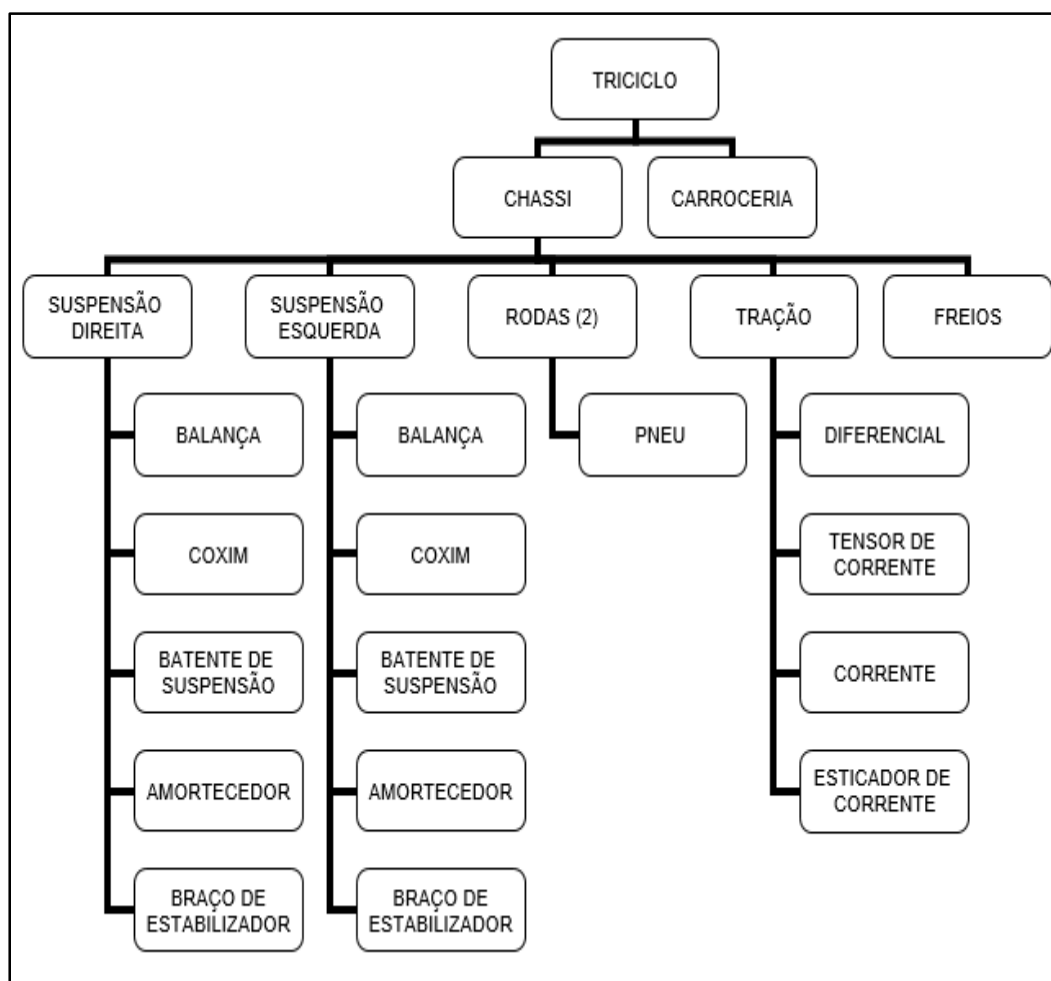 TRICICLO
CHASSI
CARROCERIA
SUSPENSÃO
DIREITA
SUSPENSÃO
ESQUERDA
RODAS (2)
TRAÇÃO
FREIOS
BALANÇA
BALANÇA
PNEU
DIFERENCIAL
COXIM
COXIM
TENSOR DE
CORRENTE
BATENTE DE
SUSPENSÃO
BATENTE DE
SUSPENSÃO
CORRENTE
AMORTECEDOR
AMORTECEDOR
ESTICADOR DE
CORRENTE
BRAÇO DE
ESTABILIZADOR
BRAÇO DE
ESTABILIZADOR